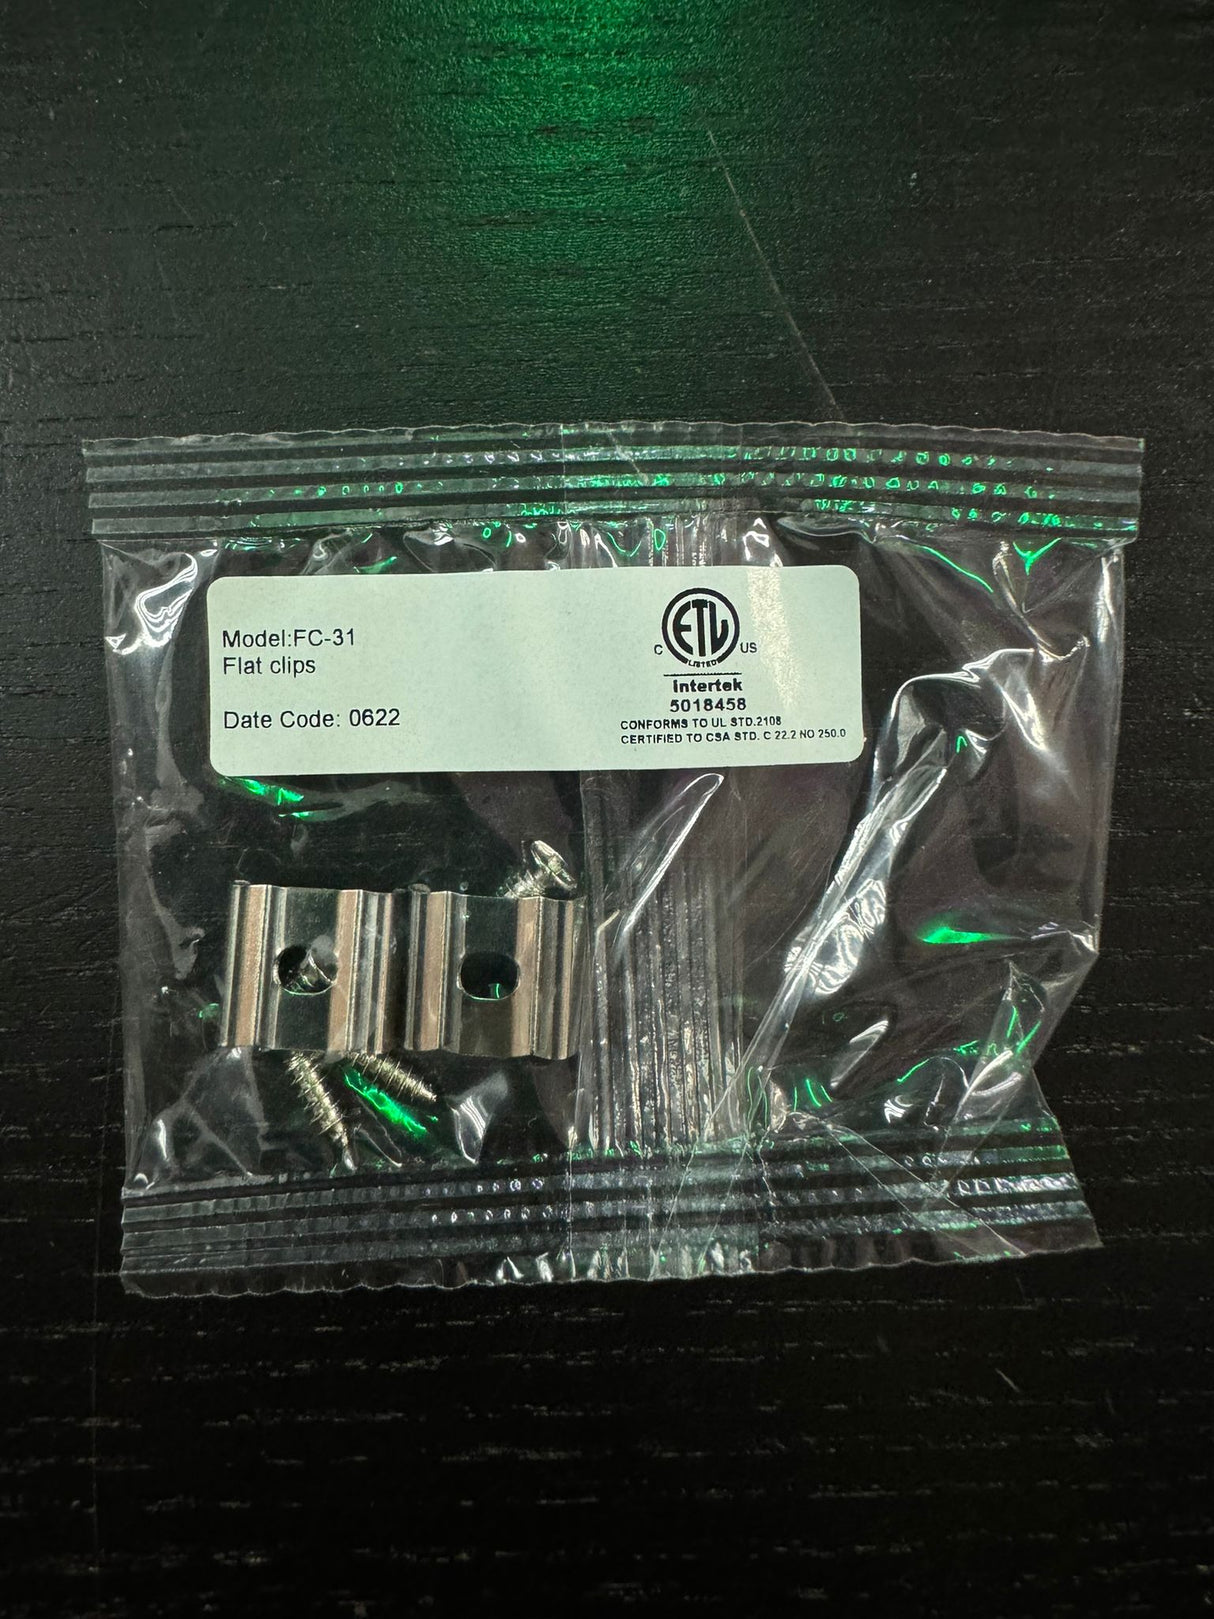 Model:FC-31
Flat clips
Date Code: 0622
ETL
LISTED
C US
Intertek
5018458
CONFORMS TO UL STD.2108
CERTIFIED TO CSA STD. C 22.2 NO 250.0